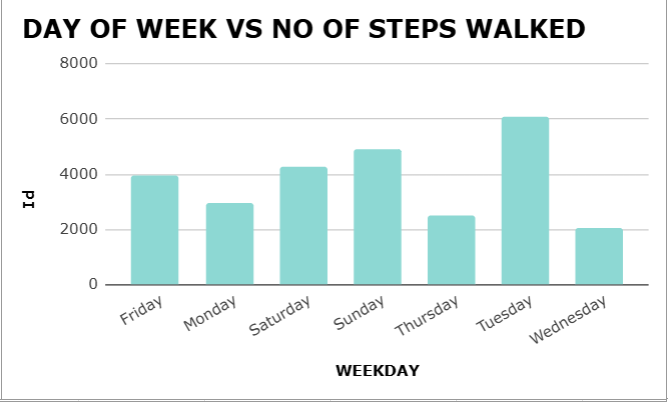 DAY OF WEEK VS NO OF STEPS WALKED
8000
6000
4000
2000
0
Id
Friday
Monday
Saturday
Sunday
Thursday
Tuesday
Wednesday
WEEKDAY